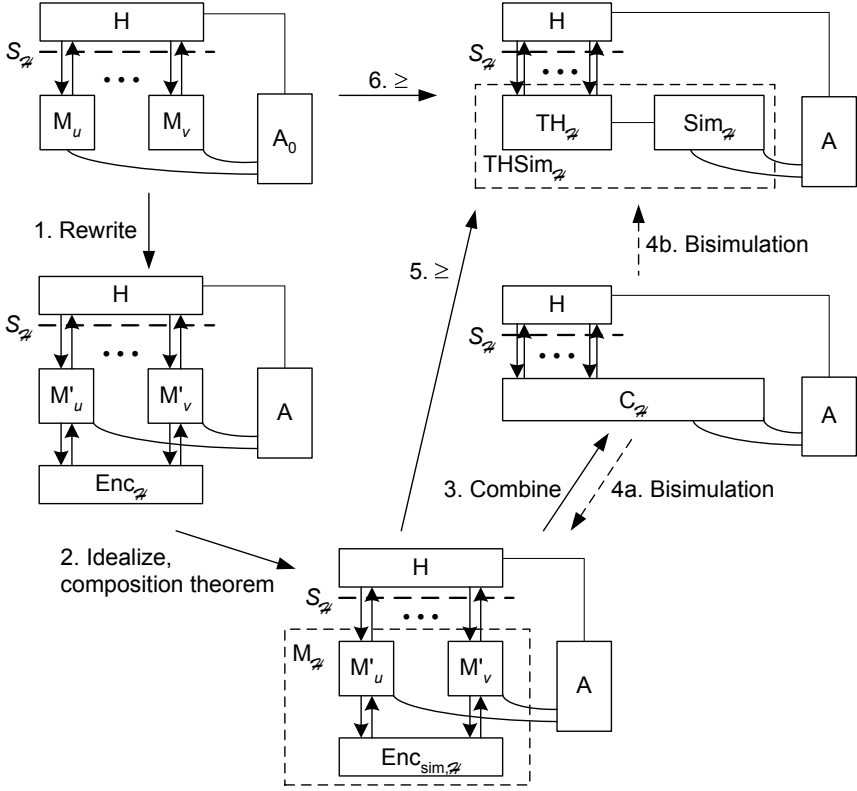 H
S_ℋ
• • •
M_u
M_v
A_0
6. ≥
H
S_ℋ
• • •
TH_ℋ
Sim_ℋ
A
THSim_ℋ
1. Rewrite
5. ≥
4b. Bisimulation
H
S_ℋ
• • •
M'_u
M'_v
A
Enc_ℋ
H
S_ℋ
• • •
C_ℋ
A
3. Combine
4a. Bisimulation
2. Idealize,
composition theorem
H
S_ℋ
• • •
M_ℋ
M'_u
M'_v
A
Enc_sim,ℋ